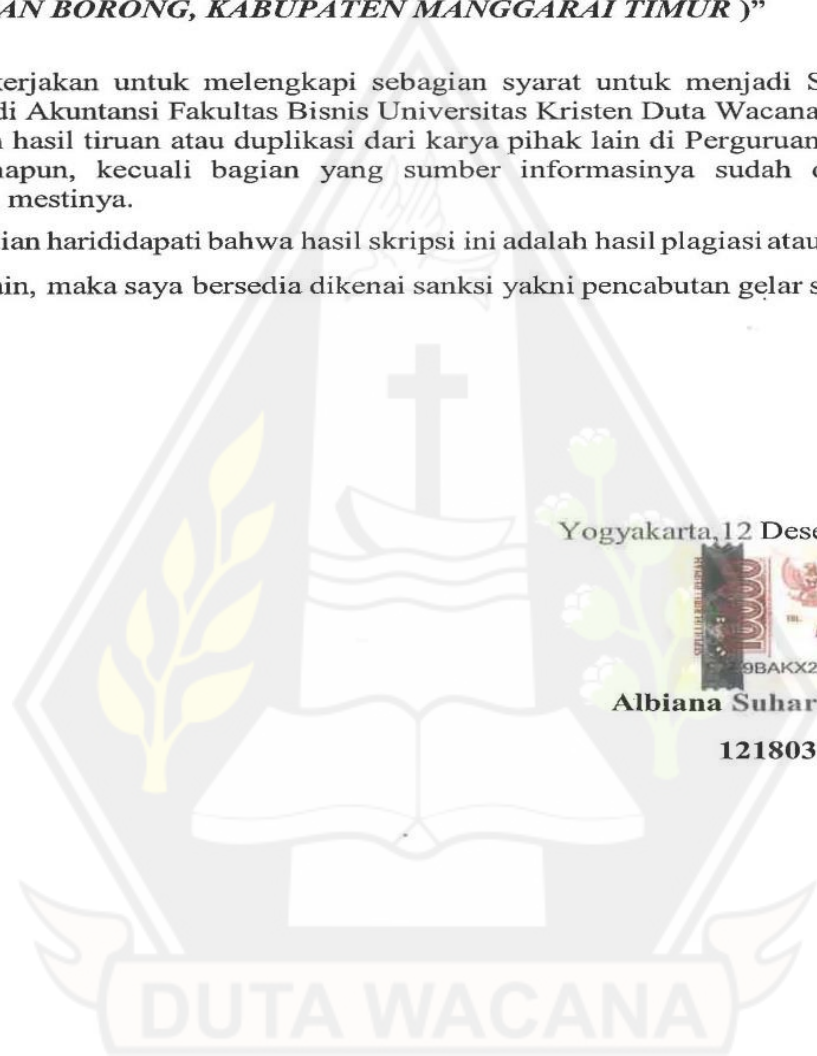 AN BORONG, KABUPATEN MANGGARAI TIMUR )”
kerjakan untuk melengkapi sebagian syarat untuk menjadi S
di Akuntansi Fakultas Bisnis Universitas Kristen Duta Wacana
hasil tiruan atau duplikasi dari karya pihak lain di Perguruan
napun, kecuali bagian yang sumber informasinya sudah
mestinya.
ian harididapati bahwa hasil skripsi ini adalah hasil plagiasi atau
in, maka saya bersedia dikenai sanksi yakni pencabutan gelar s
Yogyakarta,12 Dese
10000
9BAKX2
Albiana Suhar
121803
DUTA WACANA